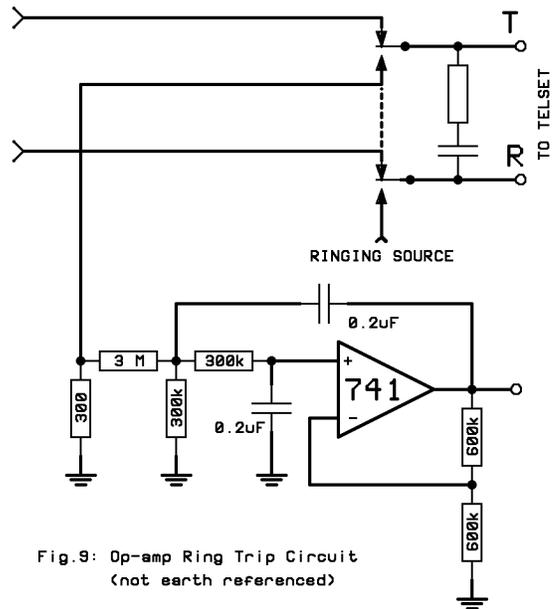 T
TO TELSET
R
RINGING SOURCE
0.2uF
3 M
300k
+
741
300
300k
0.2uF
-
600k
600k
Fig.9: Op-amp Ring Trip Circuit
(not earth referenced)